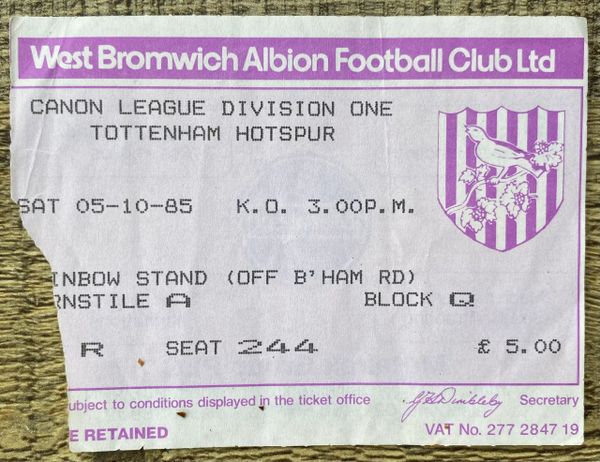 West Bromwich Albion Football Club Ltd
CANON LEAGUE DIVISION ONE
TOTTENHAM HOTSPUR
SAT 05-10-85 K.O. 3.00P.M.
INBOW STAND (OFF B'HAM RD)
RNSTILE A BLOCK Q
R SEAT 244 £ 5.00
ubject to conditions displayed in the ticket office Secretary
E RETAINED VAT No. 277 2847 19